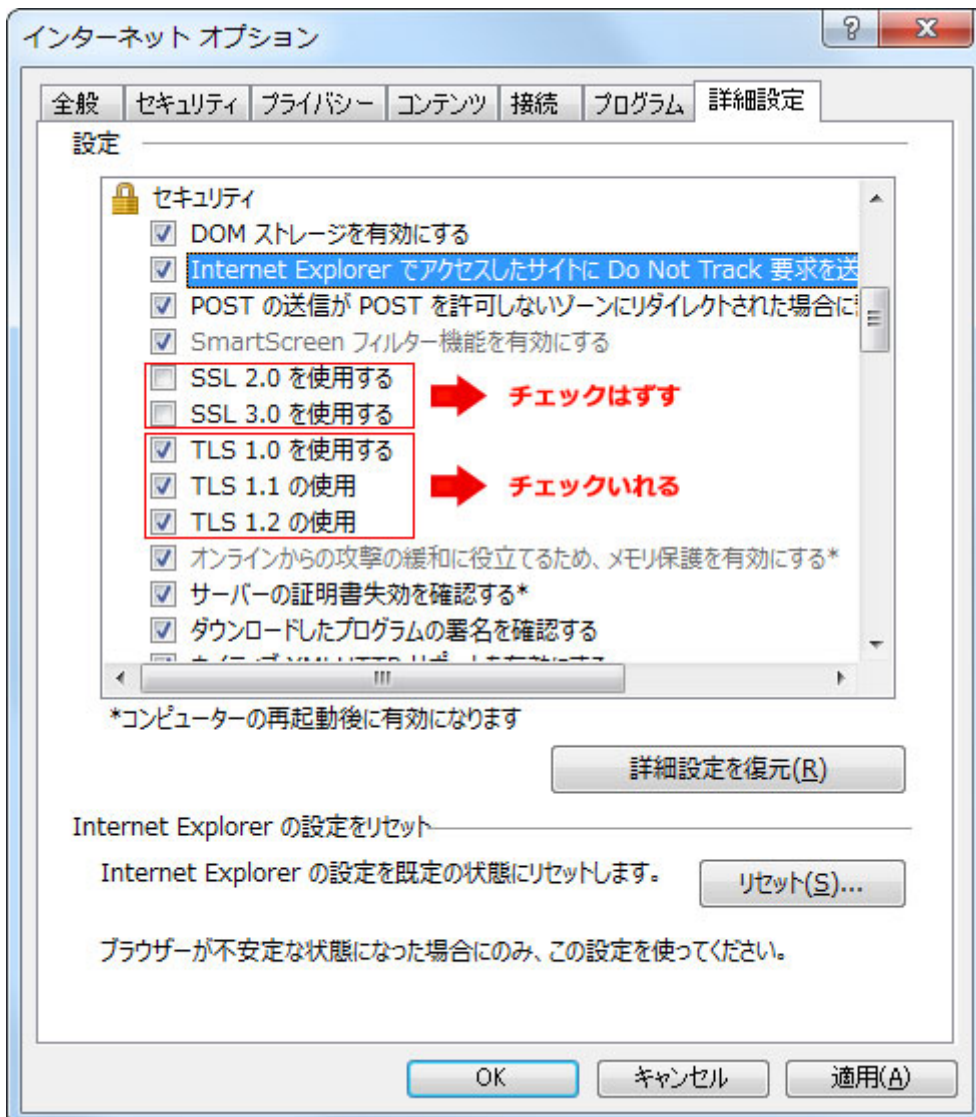 インターネット オプション
全般 セキュリティ プライバシー コンテンツ 接続 プログラム 詳細設定
設定
セキュリティ
DOM ストレージを有効にする
Internet Explorer でアクセスしたサイトに Do Not Track 要求を送
POST の送信が POST を許可しないゾーンにリダイレクトされた場合に
SmartScreen フィルター機能を有効にする
SSL 2.0 を使用する
SSL 3.0 を使用する
チェックはずす
TLS 1.0 を使用する
TLS 1.1 の使用
チェックいれる
TLS 1.2 の使用
オンラインからの攻撃の緩和に役立てるため、メモリ保護を有効にする*
サーバーの証明書失効を確認する*
ダウンロードしたプログラムの署名を確認する
*コンピューターの再起動後に有効になります
詳細設定を復元(R)
Internet Explorer の設定をリセット
Internet Explorer の設定を既定の状態にリセットします。
リセット(S)...
ブラウザーが不安定な状態になった場合にのみ、この設定を使ってください。
OK キャンセル 適用(A)